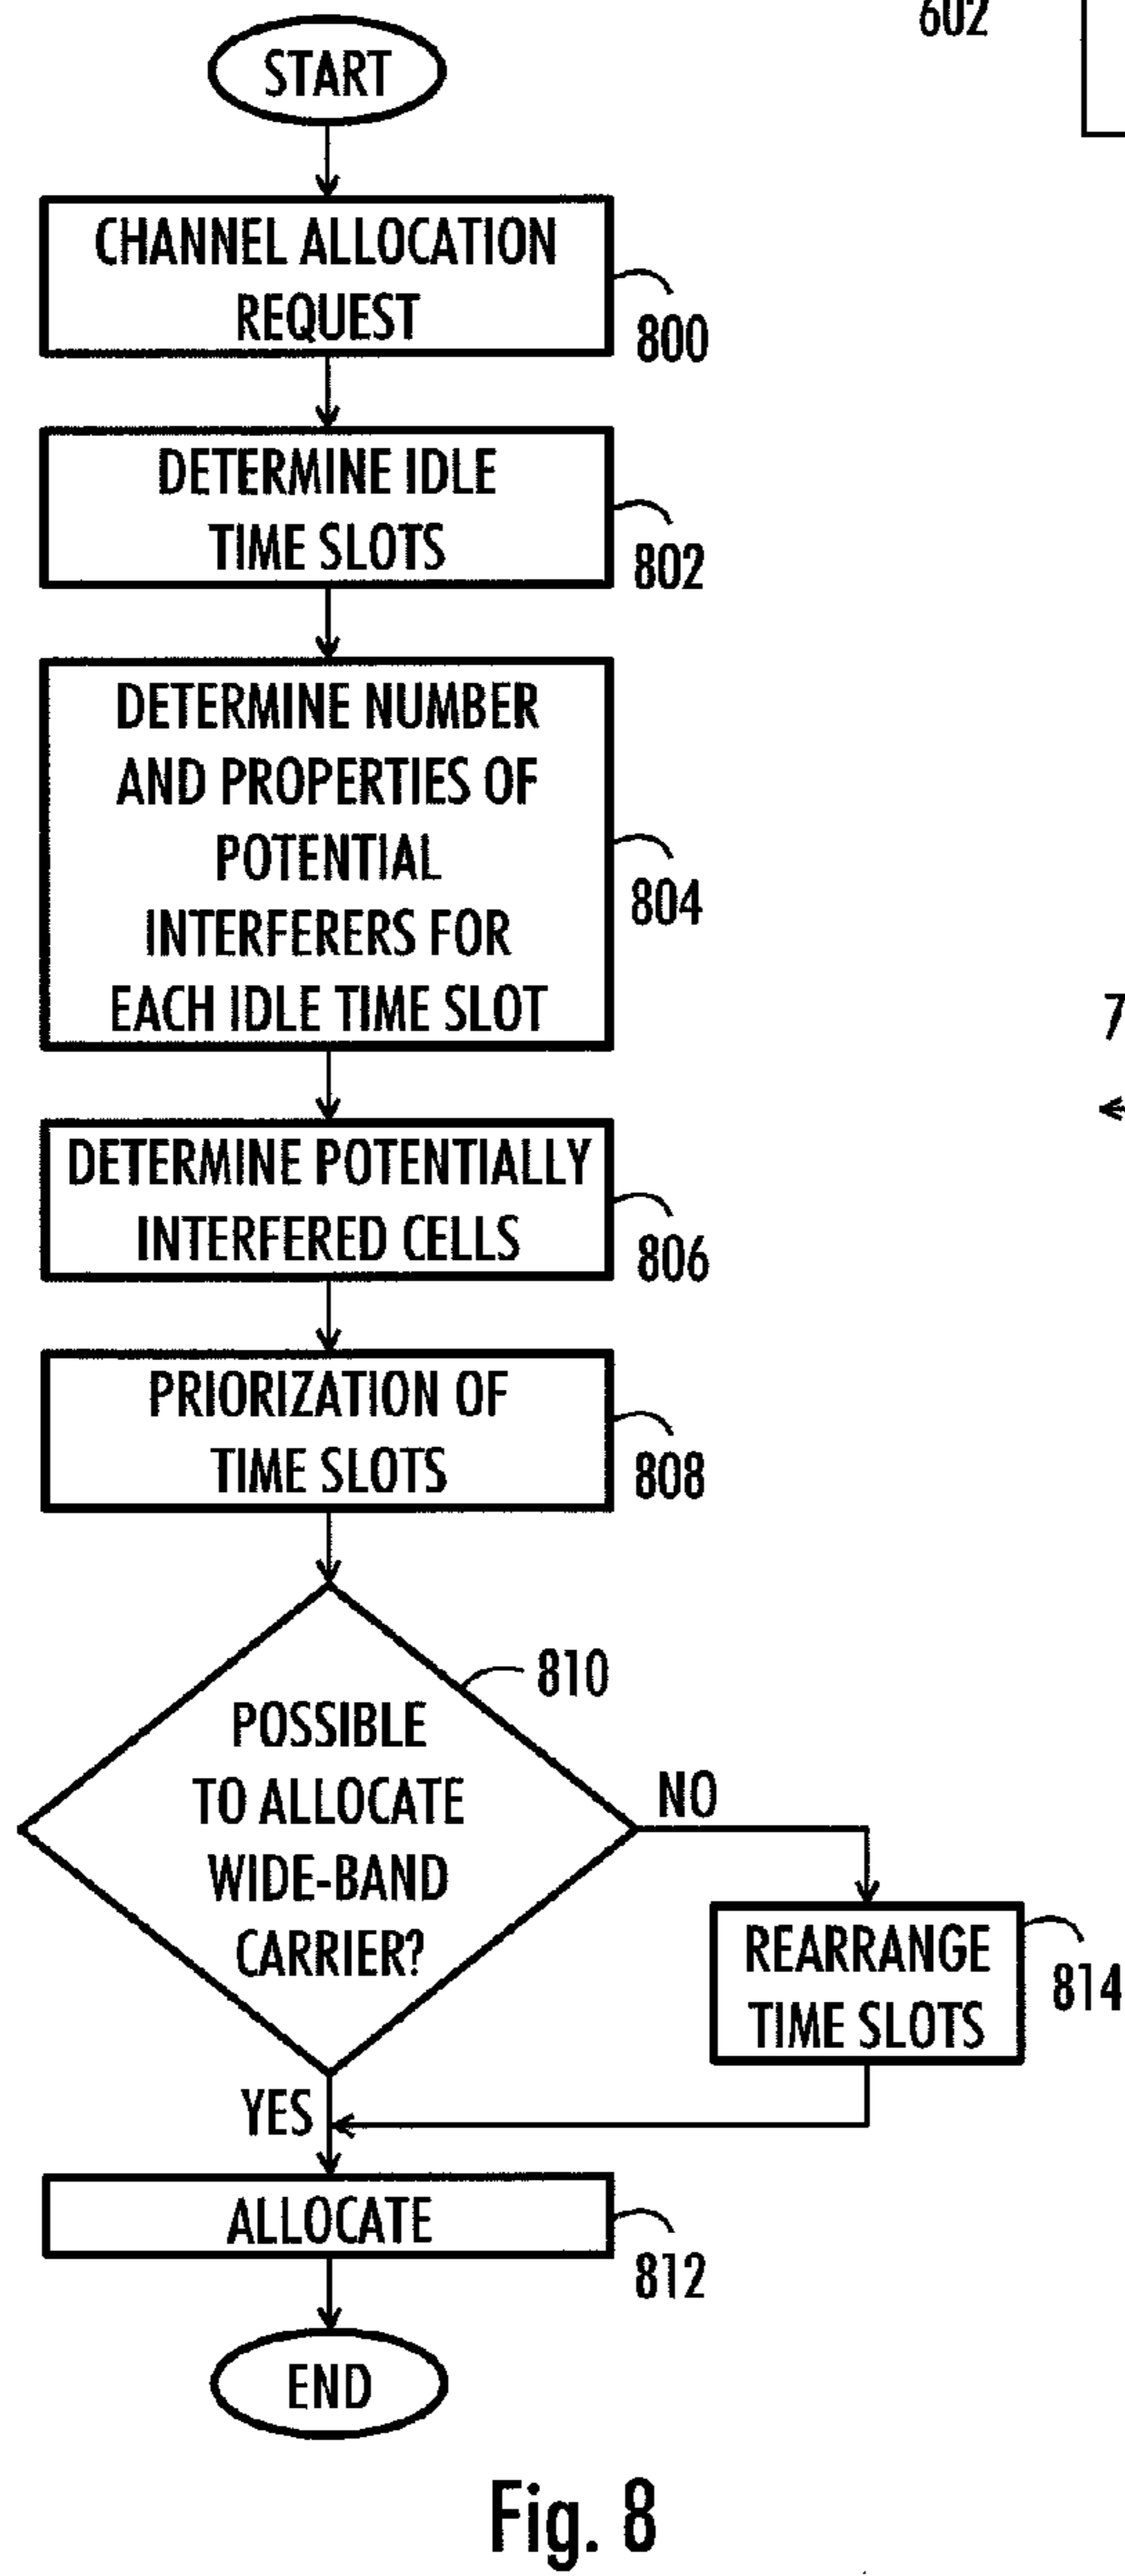 602
START
CHANNEL ALLOCATION
REQUEST
800
DETERMINE IDLE
TIME SLOTS
802
DETERMINE NUMBER
AND PROPERTIES OF
POTENTIAL
INTERFERERS FOR
EACH IDLE TIME SLOT
804
7
DETERMINE POTENTIALLY
INTERFERED CELLS
806
PRIORIZATION OF
TIME SLOTS
808
810
POSSIBLE
TO ALLOCATE
WIDE-BAND
CARRIER?
NO
REARRANGE
TIME SLOTS
814
YES
ALLOCATE
812
END
Fig. 8